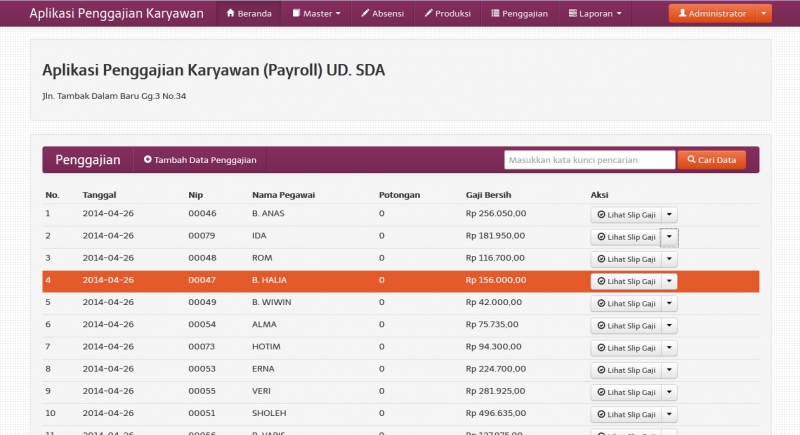 Aplikasi Penggajian Karyawan Beranda Master Absensi Produksi Penggajian Laporan Administrator
Aplikasi Penggajian Karyawan (Payroll) UD. SDA
Jln. Tambak Dalam Baru Gg.3 No.34
Penggajian Tambah Data Penggajian Masukkan kata kunci pencarian Cari Data
No. Tanggal Nip Nama Pegawai Potongan Gaji Bersih Aksi
1 2014-04-26 00046 B. ANAS 0 Rp 256.050,00 Lihat Slip Gaji
2 2014-04-26 00079 IDA 0 Rp 181.950,00 Lihat Slip Gaji
3 2014-04-26 00048 ROM 0 Rp 116.700,00 Lihat Slip Gaji
4 2014-04-26 00047 B. HALIA 0 Rp 156.000,00 Lihat Slip Gaji
5 2014-04-26 00049 B. WIWIN 0 Rp 42.000,00 Lihat Slip Gaji
6 2014-04-26 00054 ALMA 0 Rp 75.735,00 Lihat Slip Gaji
7 2014-04-26 00073 HOTIM 0 Rp 94.300,00 Lihat Slip Gaji
8 2014-04-26 00053 ERNA 0 Rp 224.700,00 Lihat Slip Gaji
9 2014-04-26 00055 VERI 0 Rp 281.925,00 Lihat Slip Gaji
10 2014-04-26 00051 SHOLEH 0 Rp 496.635,00 Lihat Slip Gaji
11 2014-04-26 0